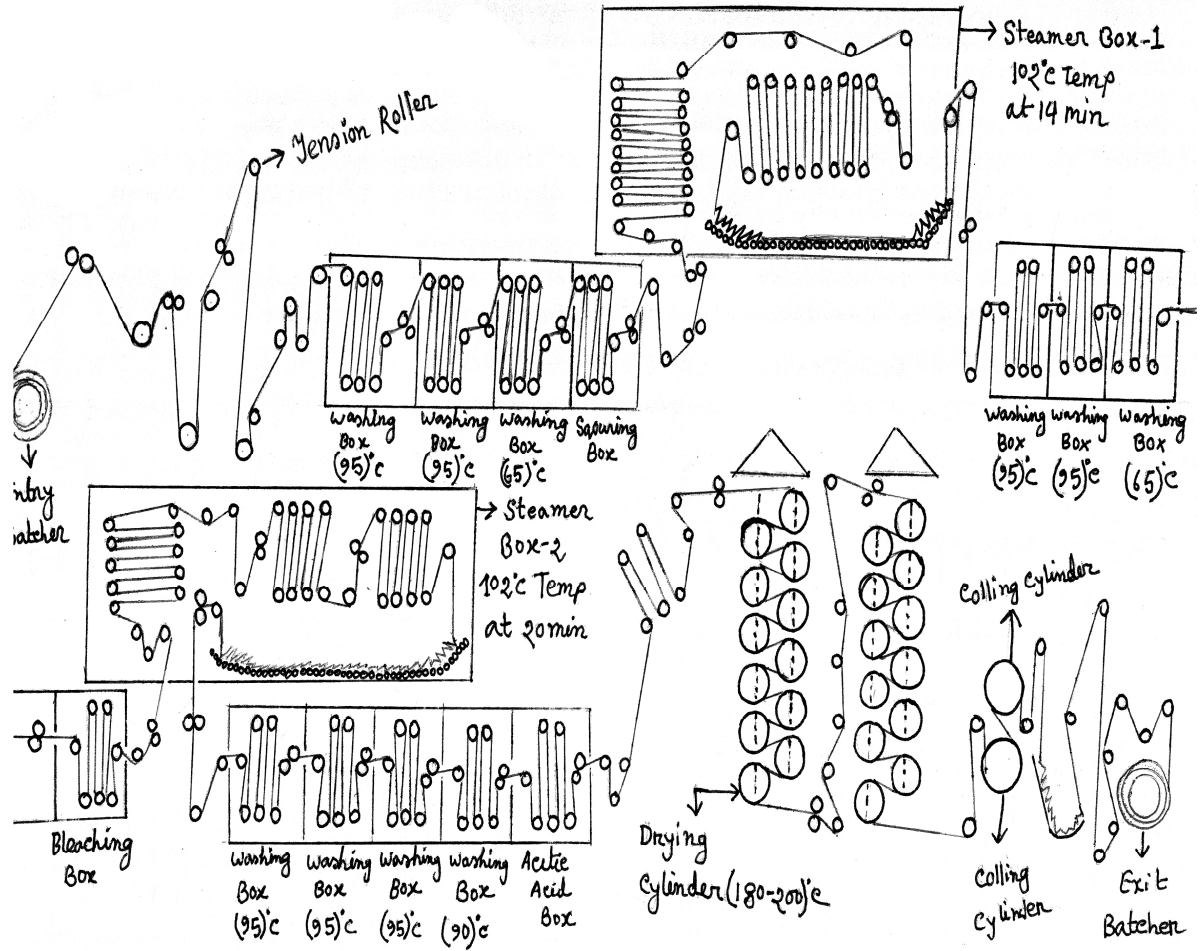 Steamer Box-1
102°c Temp
at 14 min
Tension Roller
Washing
Box
(95)°c
Washing
Box
(95)°c
Washing
Box
(65)°c
Sqouring
Box
Washing
Box
(95)°c
Washing
Box
(95)°c
Washing
Box
(65)°c
ntry
atcher
Steamer
Box-2
102°c Temp
at 20min
Colling Cylinder
Bleaching
Box
Washing
Box
(95)°c
Washing
Box
(95)°c
Washing
Box
(95)°c
Washing
Box
(90)°c
Acetic
Acid
Box
Drying
Cylinder (180-200)°c
Colling
Cylinder
Exit
Batcher